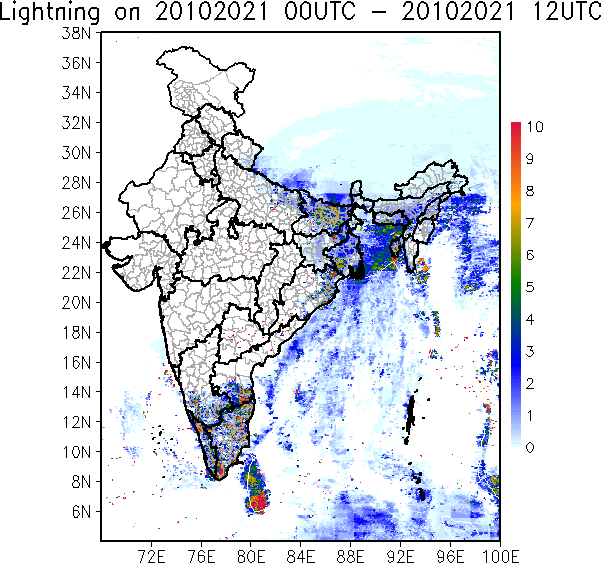 Lightning on 20102021 00UTC – 20102021 12UTC
38N
36N
34N
32N
30N
28N
26N
24N
22N
20N
18N
16N
14N
12N
10N
8N
6N
72E 76E 80E 84E 88E 92E 96E 100E
10
9
8
7
6
5
4
3
2
1
0